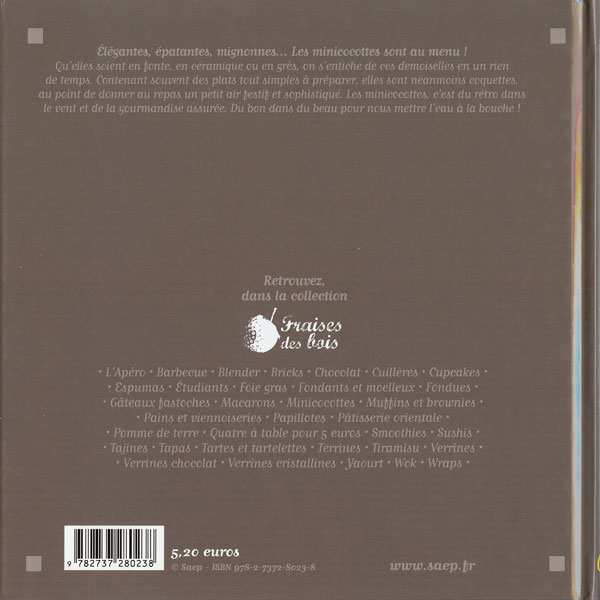 Élégantes, épatantes, mignonnes... Les minicocottes sont au menu !
Qu'elles soient en fonte, en céramique ou en grès, on s'entiche de ces demoiselles en un rien
de temps. Contenant souvent des plats tout simples à préparer, elles sont néanmoins coquettes,
au point de donner au repas un petit air festif et sophistiqué. Les minicocottes, c'est du rétro dans
le vent et de la gourmandise assurée. Du bon dans du beau pour nous mettre l'eau à la bouche !
Retrouvez,
dans la collection
Fraises
des bois
• L'Apéro • Barbecue • Blender • Bricks • Chocolat • Cuillères • Cupcakes •
• Espumas • Étudiants • Foie gras • Fondants et moelleux • Fondues •
• Gâteaux fastoches • Macarons • Minicocottes • Muffins et brownies •
• Pains et viennoiseries • Papillotes • Pâtisserie orientale •
• Pomme de terre • Quatre à table pour 5 euros • Smoothies • Sushis •
• Tajines • Tapas • Tartes et tartelettes • Terrines • Tiramisu • Verrines •
• Verrines chocolat • Verrines cristallines • Yaourt • Wok • Wraps •
5,20 euros
© Saep - ISBN 978-2-7372-8023-8
www.saep.fr
9 782737 280238